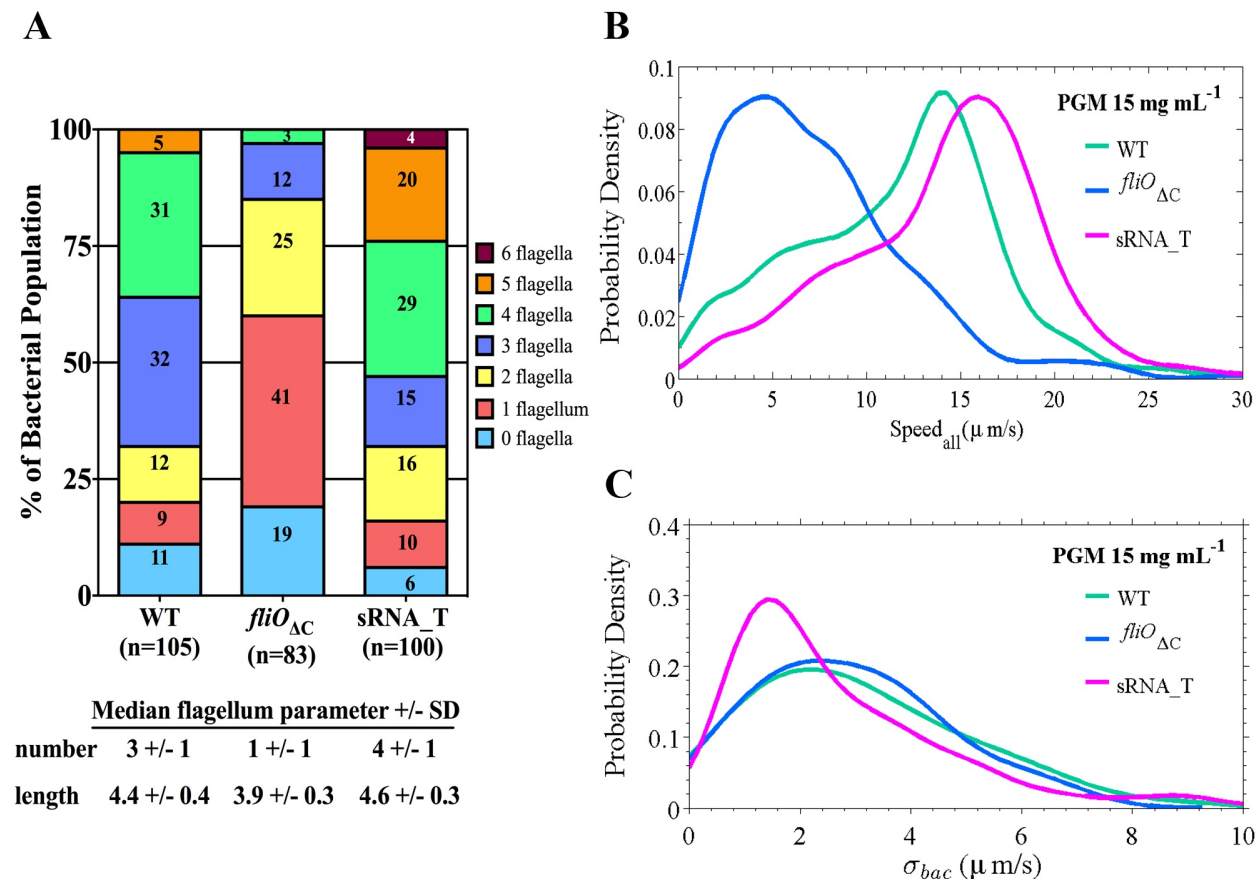 A
% of Bacterial Population
100
75
50
25
0
5
31
32
12
9
11
3
12
25
41
19
4
20
29
15
16
10
6
6 flagella
5 flagella
4 flagella
3 flagella
2 flagella
1 flagellum
0 flagella
WT
(n=105)
fliOΔC
(n=83)
sRNA_T
(n=100)
Median flagellum parameter +/- SD
number 3 +/- 1 1 +/- 1 4 +/- 1
length 4.4 +/- 0.4 3.9 +/- 0.3 4.6 +/- 0.3
B
Probability Density
0.1
0.08
0.06
0.04
0.02
0
0 5 10 15 20 25 30
Speedall(μ m/s)
PGM 15 mg mL-1
WT
fliOΔC
sRNA_T
C
Probability Density
0.4
0.3
0.2
0.1
0
0 2 4 6 8 10
σbac (μ m/s)
PGM 15 mg mL-1
WT
fliOΔC
sRNA_T